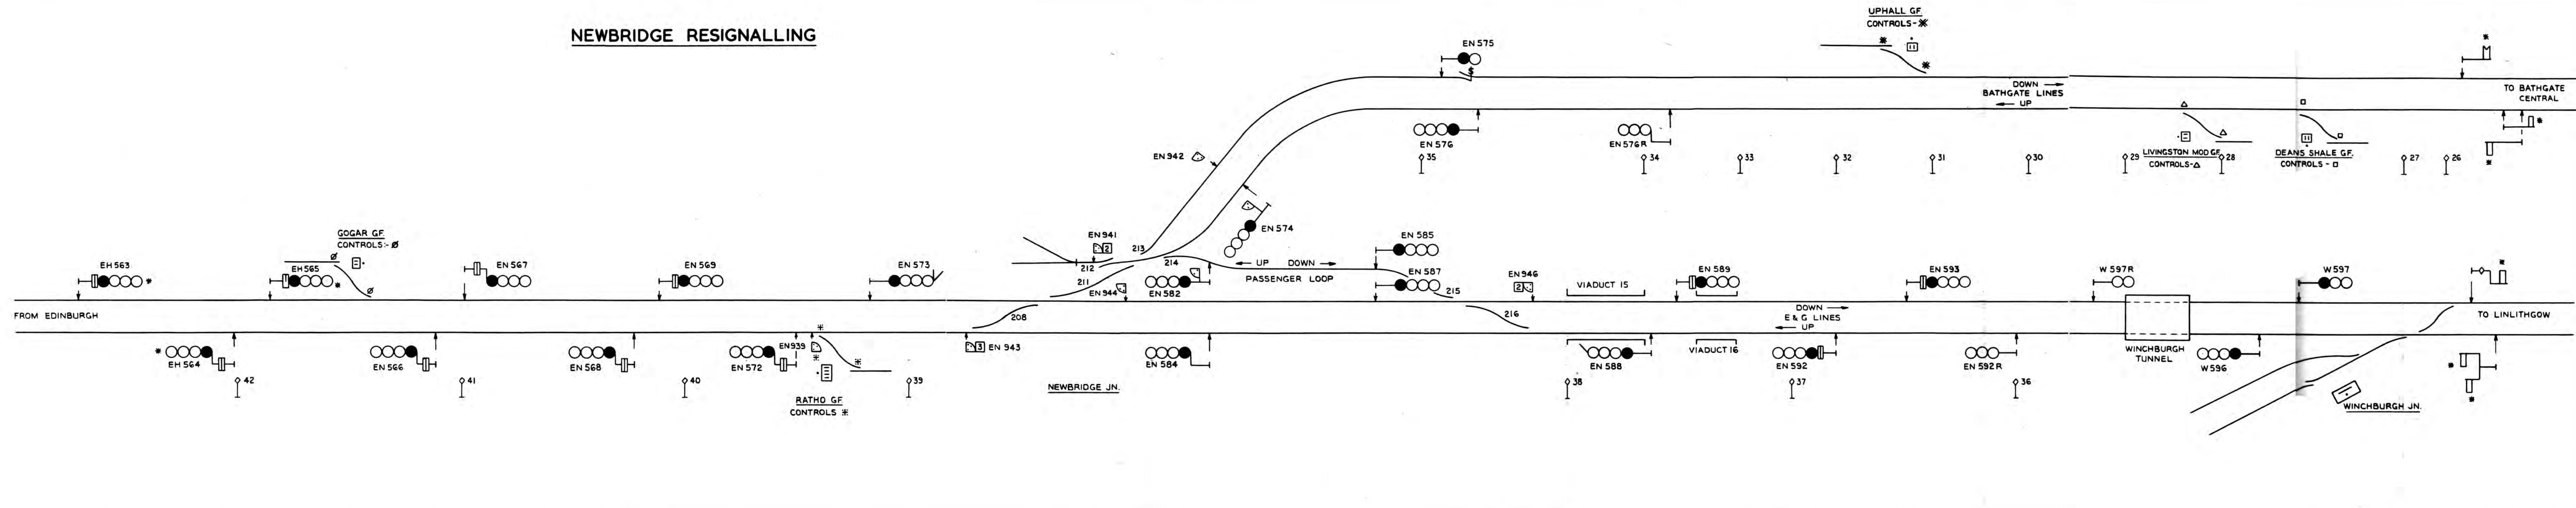 NEWBRIDGE RESIGNALLING
UPHALL GF.
CONTROLS-※
EN 575
DOWN →
BATHGATE LINES
← UP
TO BATHGATE
CENTRAL
EN 576
EN 576R
35
34
33
32
31
30
29
28
27
26
LIVINGSTON MOD GF.
CONTROLS-△
DEANS SHALE GF.
CONTROLS - □
EN 942
EN 574
GOGAR GF.
CONTROLS:- Ø
EN 941
2
213
212
214
211
EN 944
EN 582
← UP DOWN →
PASSENGER LOOP
EN 585
EN 587
215
EN 946
2
VIADUCT 15
EH 563
EH 565
EN 567
EN 569
EN 573
EN 589
EN 593
W 597R
W 597
FROM EDINBURGH
208
216
DOWN →
E & G LINES
← UP
TO LINLITHGOW
EH 564
EN 566
EN 568
EN 572
EN 939
3 EN 943
EN 584
EN 588
VIADUCT 16
EN 592
EN 592R
WINCHBURGH
TUNNEL
W 596
42
41
40
39
38
37
36
RATHO GF.
CONTROLS ※
NEWBRIDGE JN.
WINCHBURGH JN.